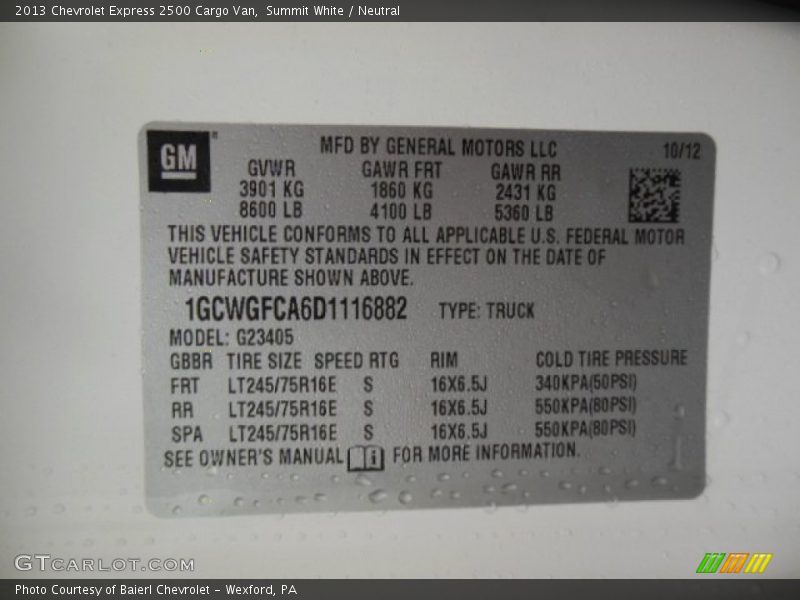 2013 Chevrolet Express 2500 Cargo Van,  Summit White / Neutral
GM
MFD BY GENERAL MOTORS LLC 10/12
GVWR GAWR FRT GAWR RR
3901 KG 1860 KG 2431 KG
8600 LB 4100 LB 5360 LB
THIS VEHICLE CONFORMS TO ALL APPLICABLE U.S. FEDERAL MOTOR
VEHICLE SAFETY STANDARDS IN EFFECT ON THE DATE OF
MANUFACTURE SHOWN ABOVE.
1GCWGFCA6D1116882 TYPE: TRUCK
MODEL: G23405
GBBR TIRE SIZE SPEED RTG RIM COLD TIRE PRESSURE
FRT LT245/75R16E S 16X6.5J 340KPA(50PSI)
RR LT245/75R16E S 16X6.5J 550KPA(80PSI)
SPA LT245/75R16E S 16X6.5J 550KPA(80PSI)
SEE OWNER'S MANUAL i FOR MORE INFORMATION.
GTCARLOT.COM
Photo Courtesy of Baierl Chevrolet - Wexford, PA